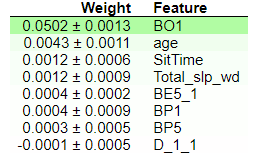 Weight Feature
0.0502 ± 0.0013 BO1
0.0043 ± 0.0011 age
0.0012 ± 0.0006 SitTime
0.0012 ± 0.0009 Total_slp_wd
0.0004 ± 0.0002 BE5_1
0.0004 ± 0.0009 BP1
0.0003 ± 0.0005 BP5
-0.0001 ± 0.0005 D_1_1